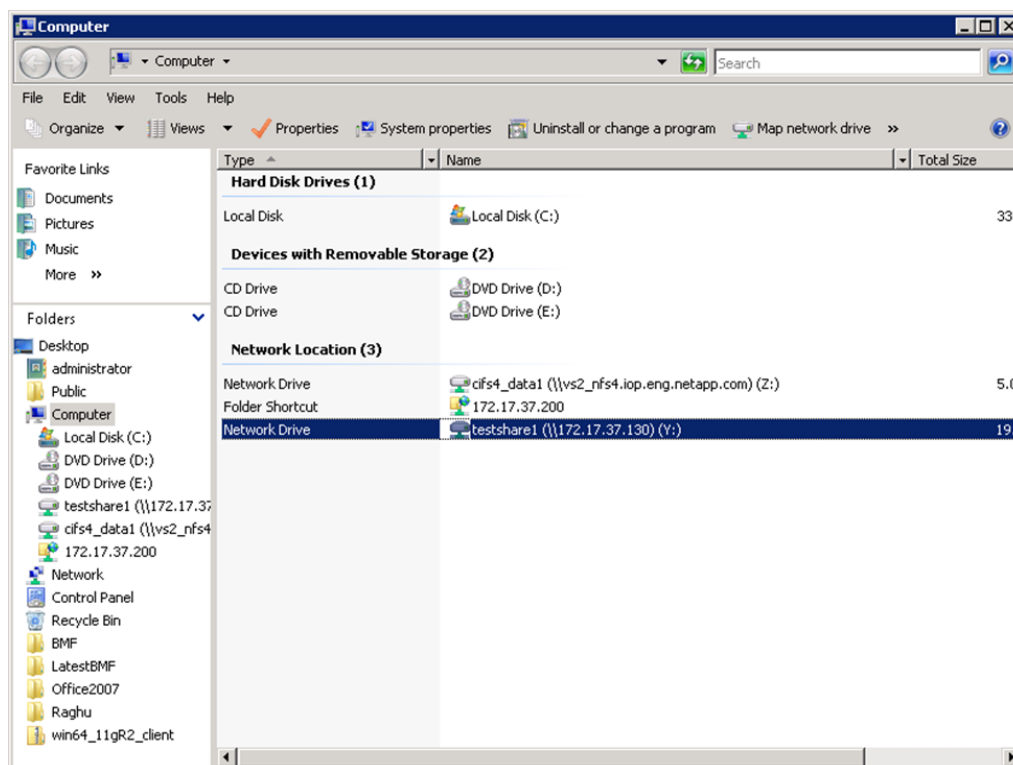 Computer
Computer
Search
File Edit View Tools Help
Organize Views Properties System properties Uninstall or change a program Map network drive »
Favorite Links
Documents
Pictures
Music
More »
Folders
Desktop
administrator
Public
Computer
Local Disk (C:)
DVD Drive (D:)
DVD Drive (E:)
testshare1 (\\172.17.37
cifs4_data1 (\\vs2_nfs4
172.17.37.200
Network
Control Panel
Recycle Bin
BMF
LatestBMF
Office2007
Raghu
win64_11gR2_client
Type Name Total Size
Hard Disk Drives (1)
Local Disk Local Disk (C:) 33
Devices with Removable Storage (2)
CD Drive DVD Drive (D:)
CD Drive DVD Drive (E:)
Network Location (3)
Network Drive cifs4_data1 (\\vs2_nfs4.iop.eng.netapp.com) (Z:) 5.0
Folder Shortcut 172.17.37.200
Network Drive testshare1 (\\172.17.37.130) (Y:) 19.